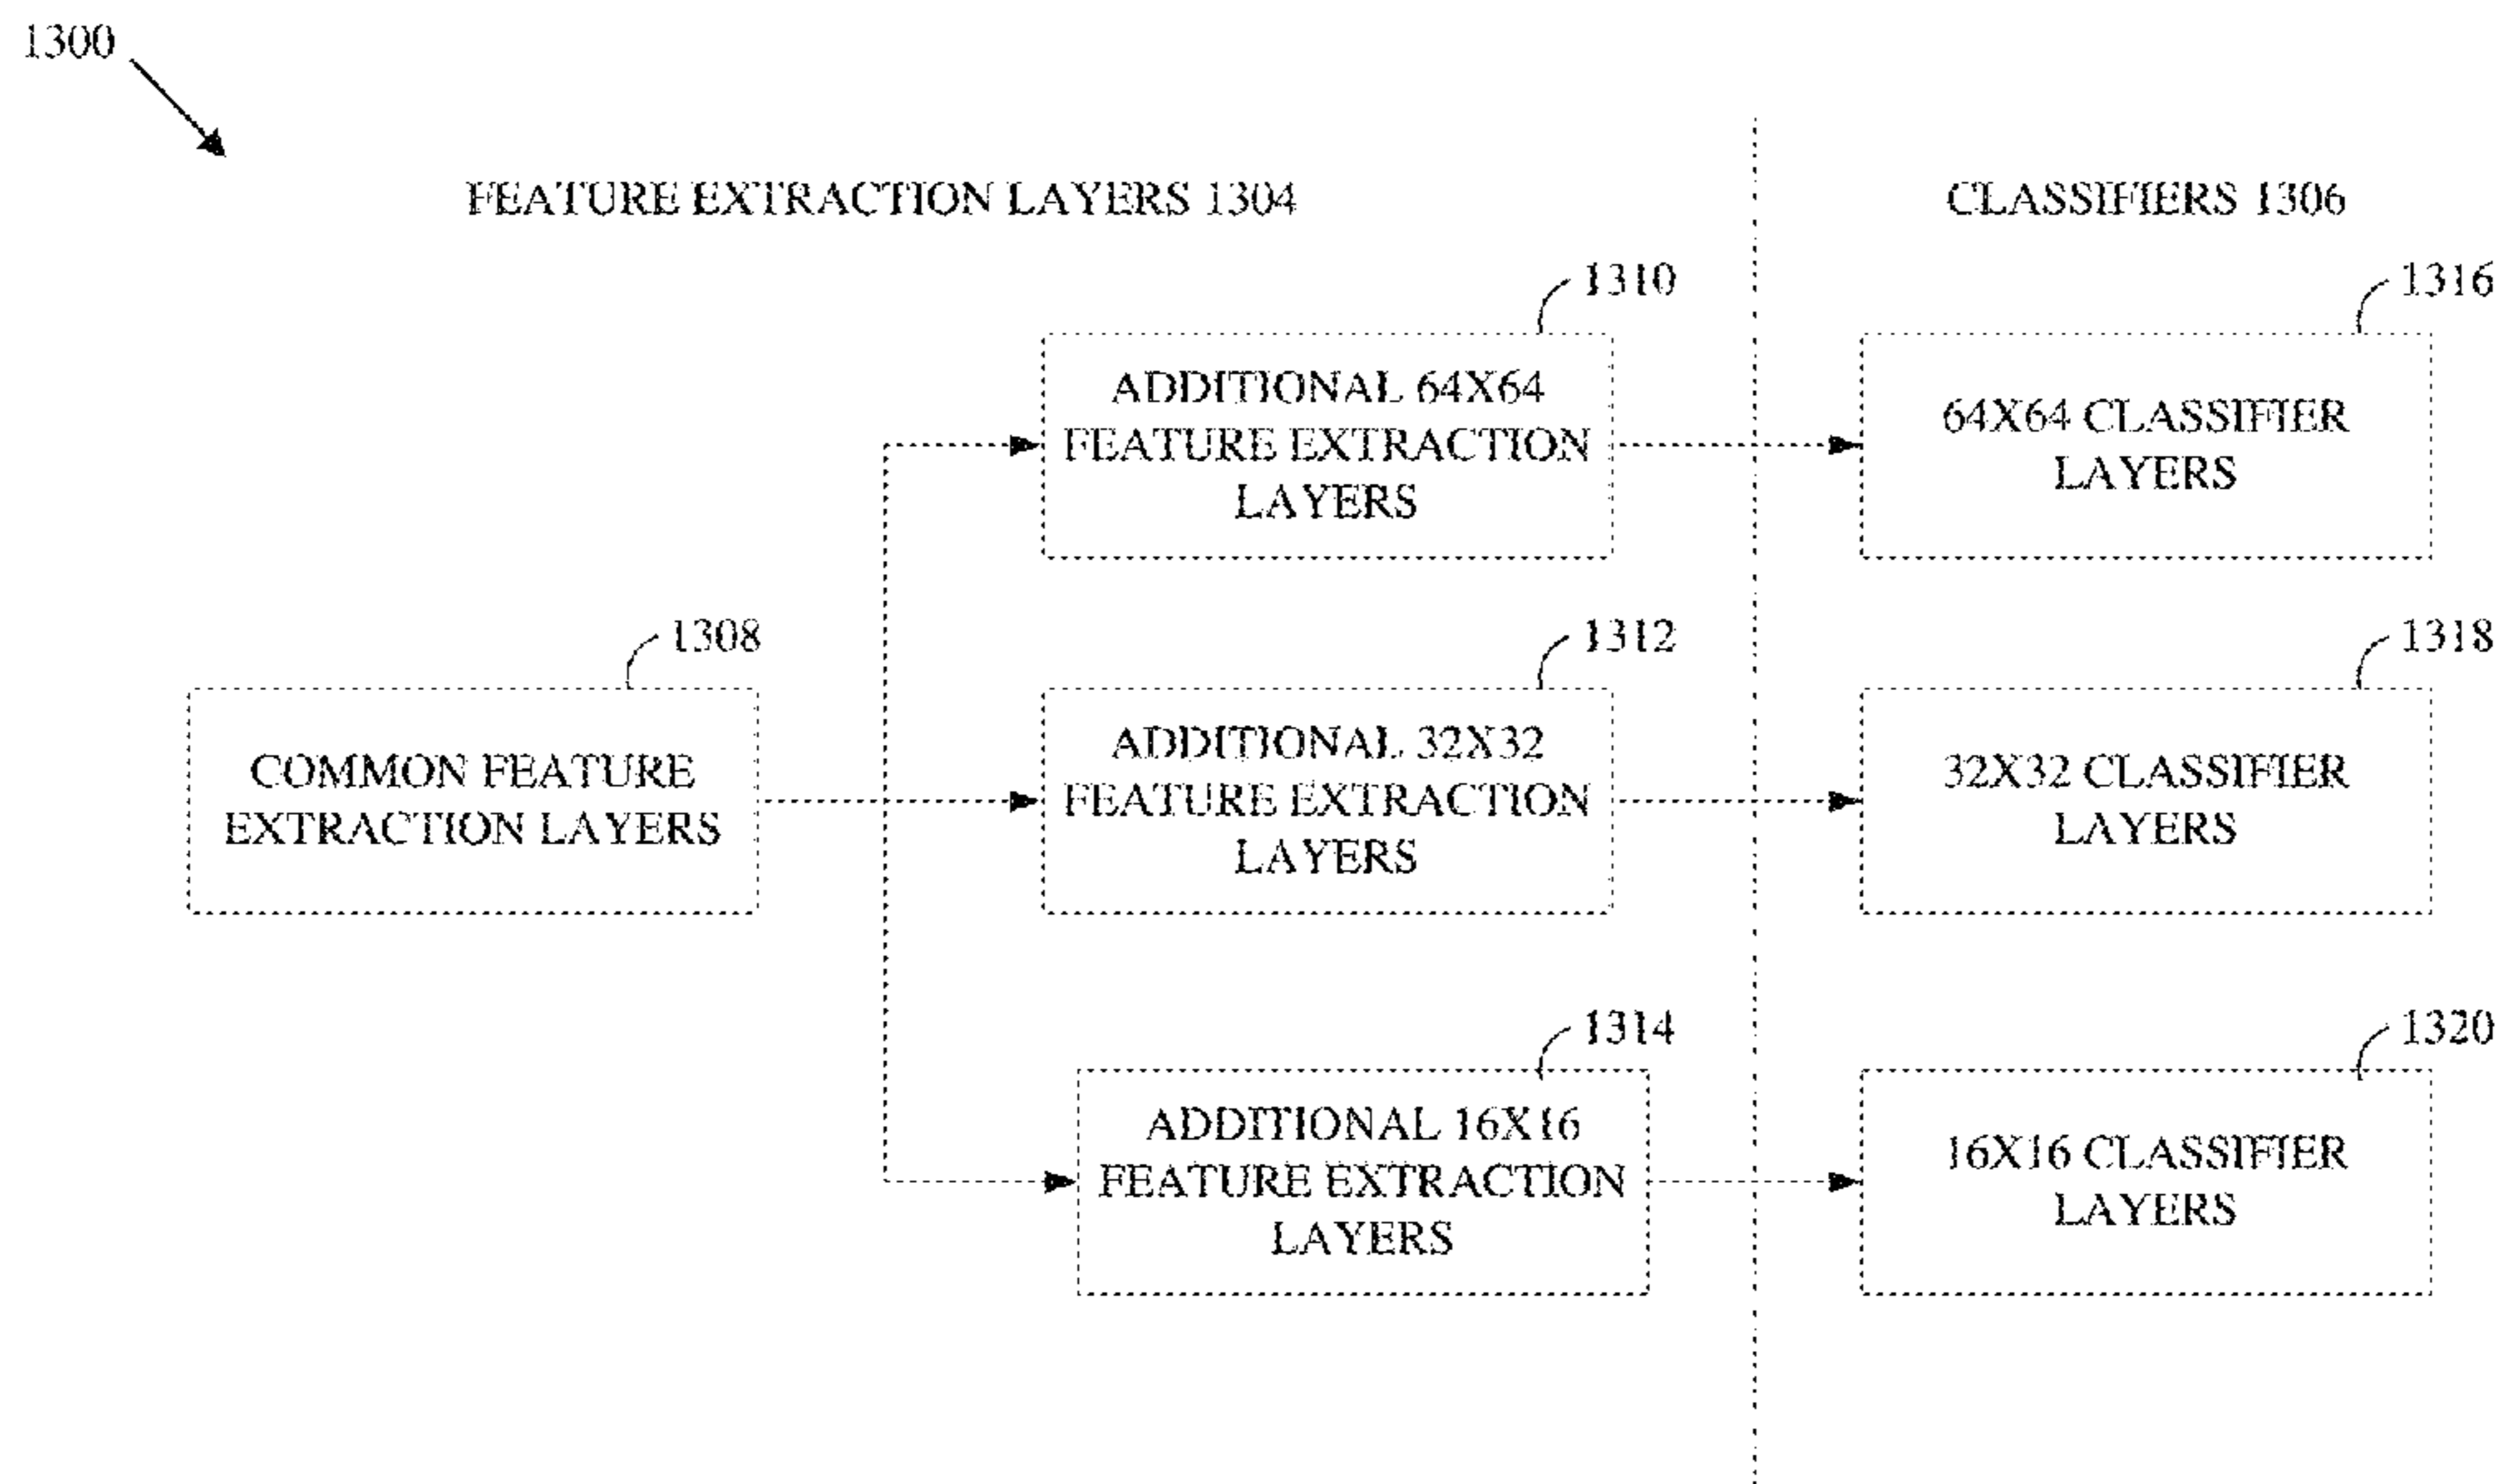 1300
FEATURE EXTRACTION LAYERS 1304
CLASSIFIERS 1306
1310
1316
ADDITIONAL 64X64
FEATURE EXTRACTION
LAYERS
64X64 CLASSIFIER
LAYERS
1308
1312
1318
COMMON FEATURE
EXTRACTION LAYERS
ADDITIONAL 32X32
FEATURE EXTRACTION
LAYERS
32X32 CLASSIFIER
LAYERS
1314
1320
ADDITIONAL 16X16
FEATURE EXTRACTION
LAYERS
16X16 CLASSIFIER
LAYERS